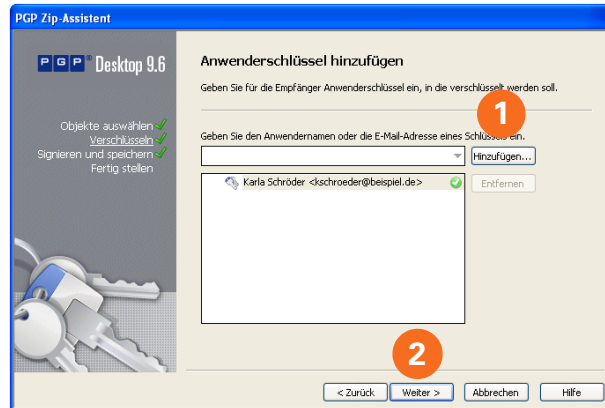 PGP Zip-Assistent
PGP® Desktop 9.6
Anwenderschlüssel hinzufügen
Geben Sie für die Empfänger Anwenderschlüssel ein, in die verschlüsselt werden soll.
1
Objekte auswählen
Verschlüsseln
Signieren und speichern
Fertig stellen
Geben Sie den Anwendernamen oder die E-Mail-Adresse eines Schlüssels ein.
Hinzufügen...
Karla Schröder <kschroeder@beispiel.de>
Entfernen
2
< Zurück
Weiter >
Abbrechen
Hilfe